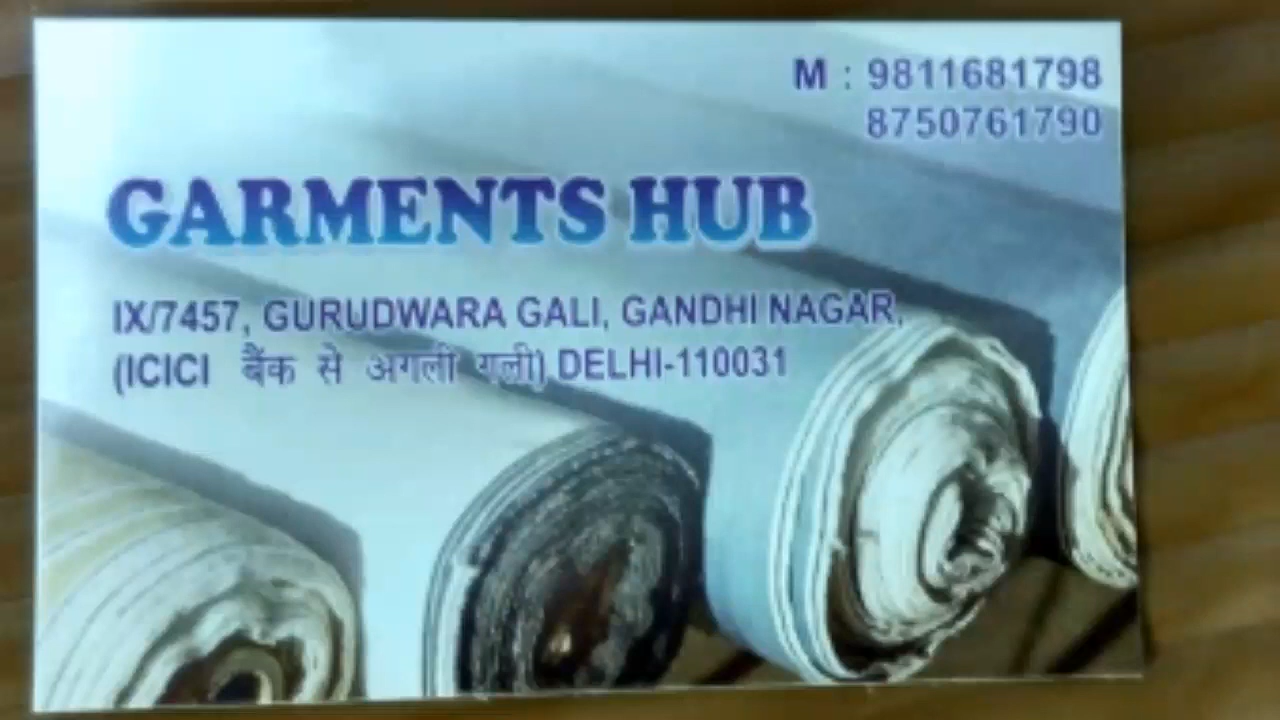 M : 9811681798
8750761790
GARMENTS HUB
IX/7457, GURUDWARA GALI, GANDHI NAGAR,
(ICICI बैंक से अगली गली) DELHI-110031